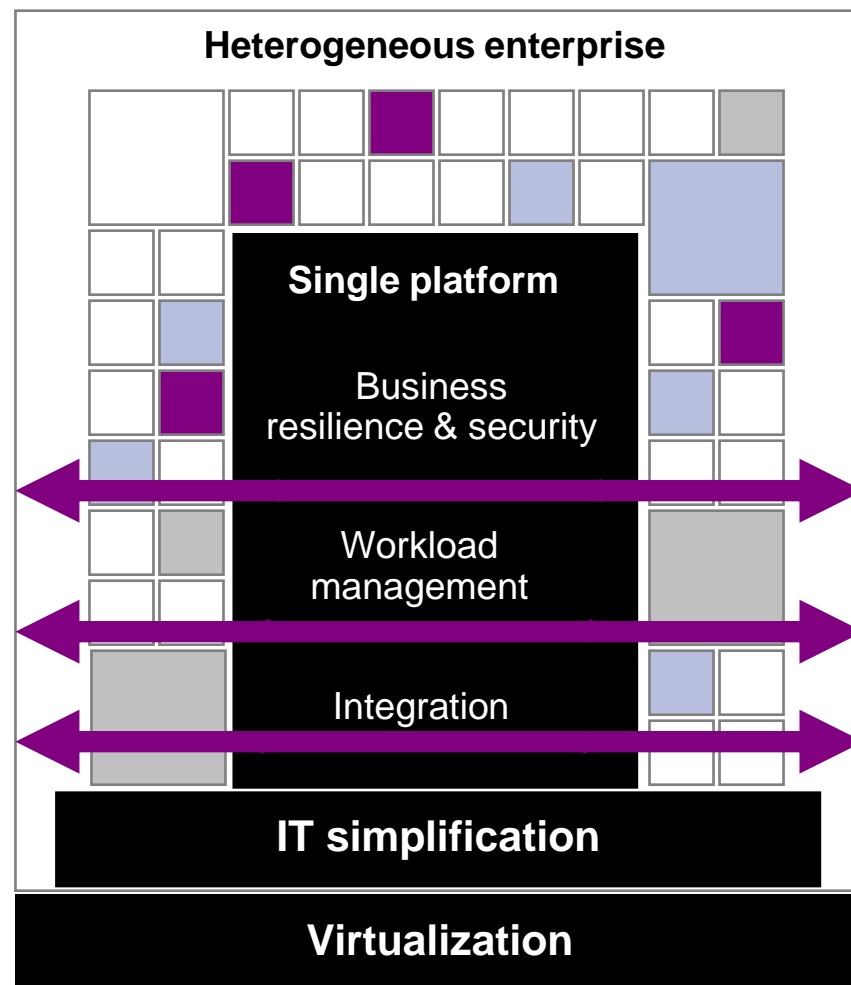 Heterogeneous enterprise
Single platform
Business
resilience & security
Workload
management
Integration
IT simplification
Virtualization